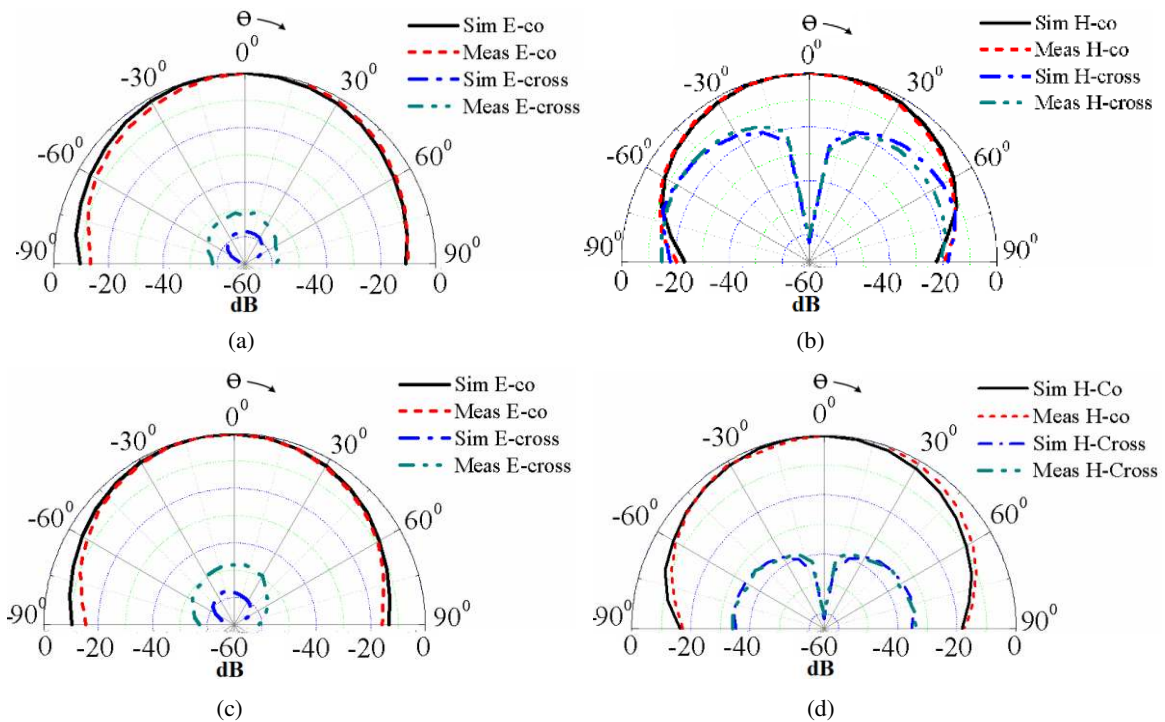 Θ
Sim E-co
Meas E-co
Sim E-cross
Meas E-cross
0⁰
-30⁰
30⁰
-60⁰
60⁰
-90⁰
90⁰
0 -20 -40 -60 -40 -20 0
dB
(a)
Θ
Sim H-co
Meas H-co
Sim H-cross
Meas H-cross
0⁰
-30⁰
30⁰
-60⁰
60⁰
-90⁰
90⁰
0 -20 -40 -60 -40 -20 0
dB
(b)
Θ
Sim E-co
Meas E-co
Sim E-cross
Meas E-cross
0⁰
-30⁰
30⁰
-60⁰
60⁰
-90⁰
90⁰
0 -20 -40 -60 -40 -20 0
dB
(c)
Θ
Sim H-Co
Meas H-co
Sim H-Cross
Meas H-Cross
0⁰
-30⁰
30⁰
-60⁰
60⁰
-90⁰
90⁰
0 -20 -40 -60 -40 -20 0
dB
(d)